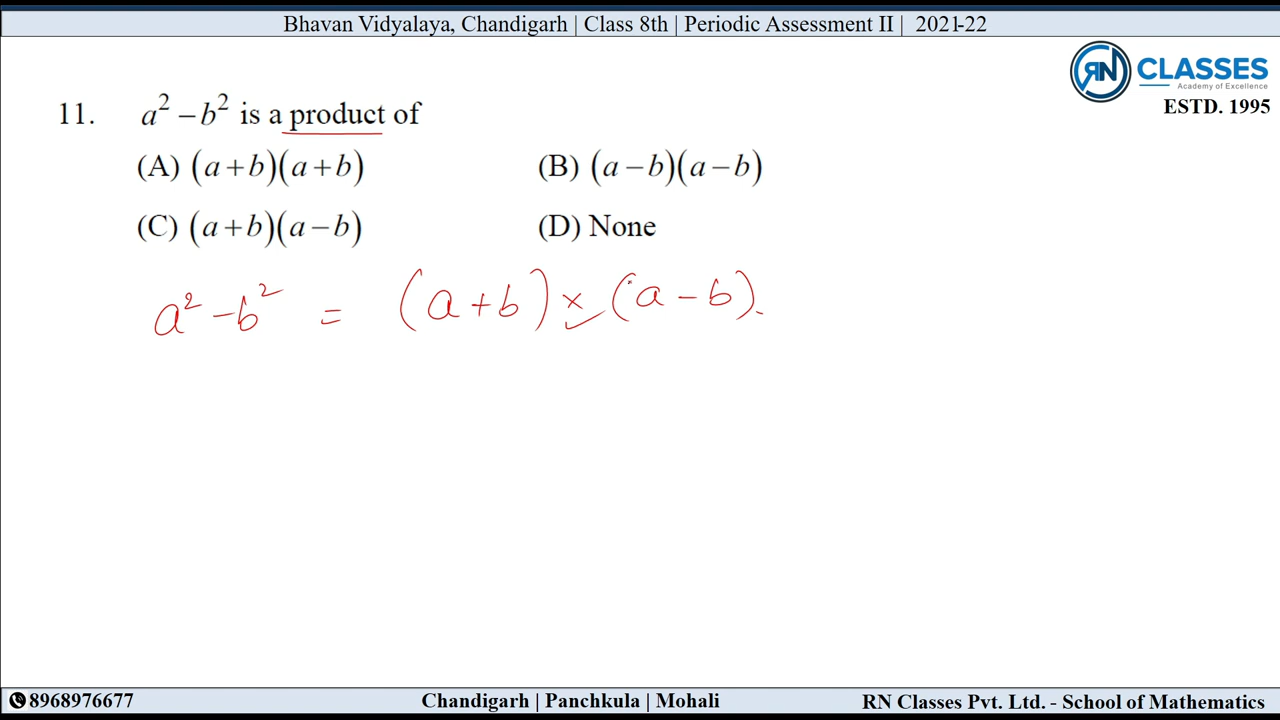 Bhavan Vidyalaya, Chandigarh | Class 8th | Periodic Assessment II | 2021-22
RN CLASSES
Academy of Excellence
ESTD. 1995
11. a² − b² is a product of
(A) (a+b)(a+b) (B) (a−b)(a−b)
(C) (a+b)(a−b) (D) None
a² − b² = (a+b) × (a−b).
8968976677 Chandigarh | Panchkula | Mohali RN Classes Pvt. Ltd. - School of Mathematics